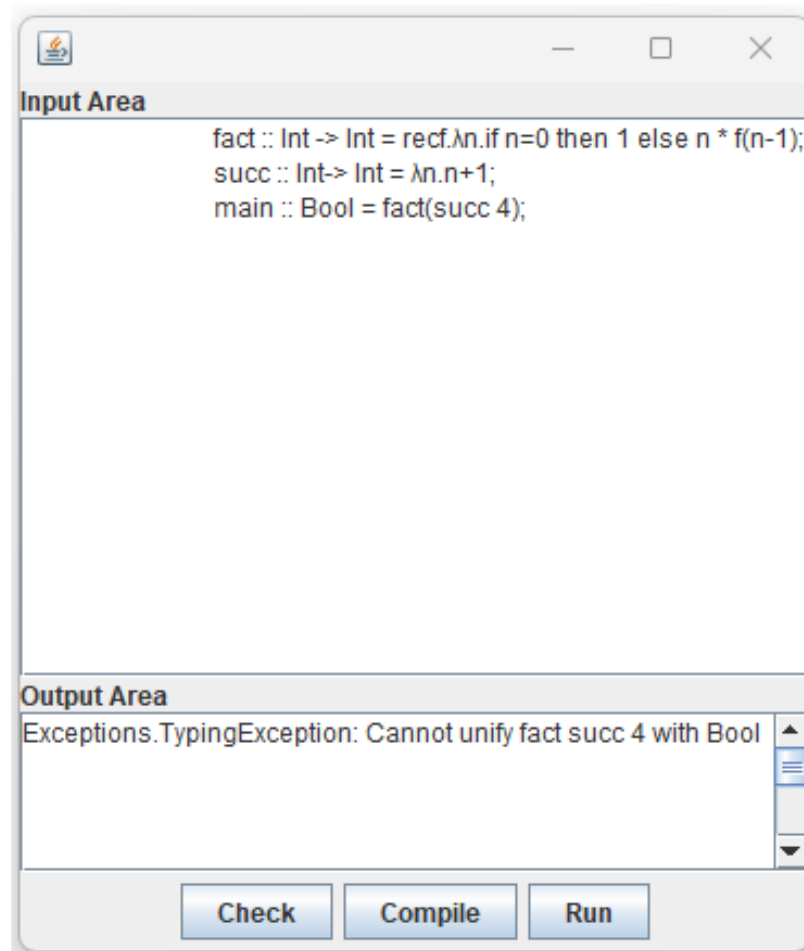 Input Area
fact :: Int -> Int = recf.λn.if n=0 then 1 else n * f(n-1);
succ :: Int-> Int = λn.n+1;
main :: Bool = fact(succ 4);
Output Area
Exceptions.TypingException: Cannot unify fact succ 4 with Bool
Check Compile Run